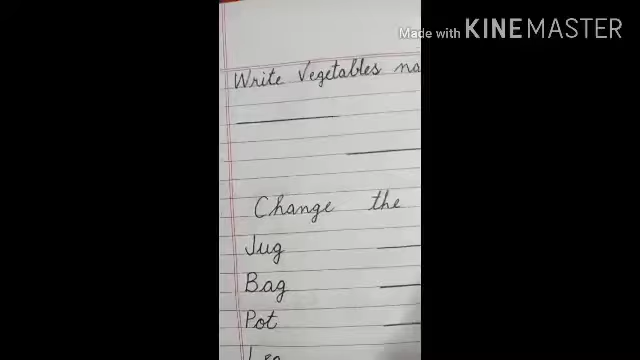 Made with KINEMASTER
Write Vegetables na
Change the
Jug
Bag
Pot